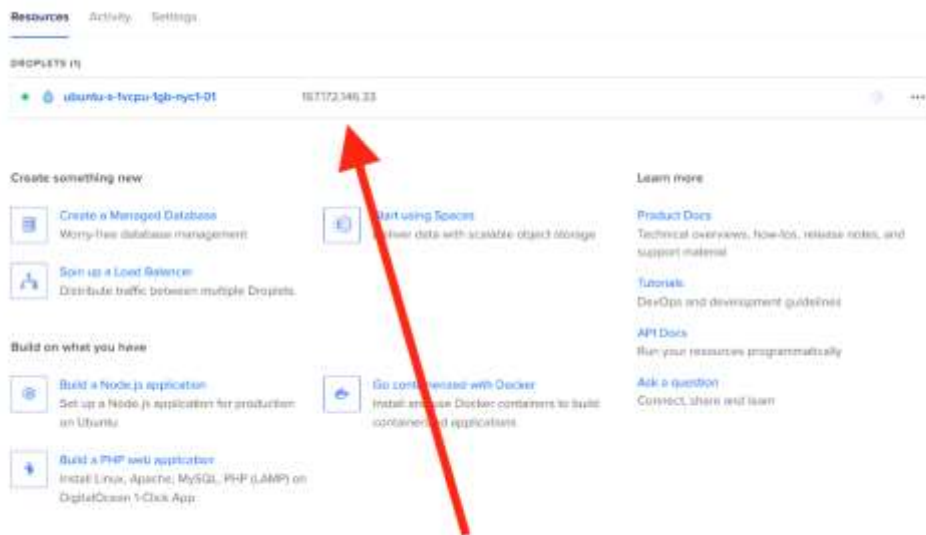 Resources Activity Settings
DROPLETS (1)
ubuntu-s-1vcpu-1gb-nyc1-01 167.172.146.33
Create something new
Create a Managed Database
Worry-free database management
Spin up a Load Balancer
Distribute traffic between multiple Droplets.
Start using Spaces
Deliver data with scalable object storage
Build on what you have
Build a Node.js application
Set up a Node.js application for production
on Ubuntu
Build a PHP web application
Install Linux, Apache, MySQL, PHP (LAMP) on
DigitalOcean 1-Click App
Go containerized with Docker
Install and use Docker containers to build
containerized applications
Learn more
Product Docs
Technical overviews, how-tos, release notes, and
support material
Tutorials
DevOps and development guidelines
API Docs
Run your resources programmatically
Ask a question
Connect, share and learn